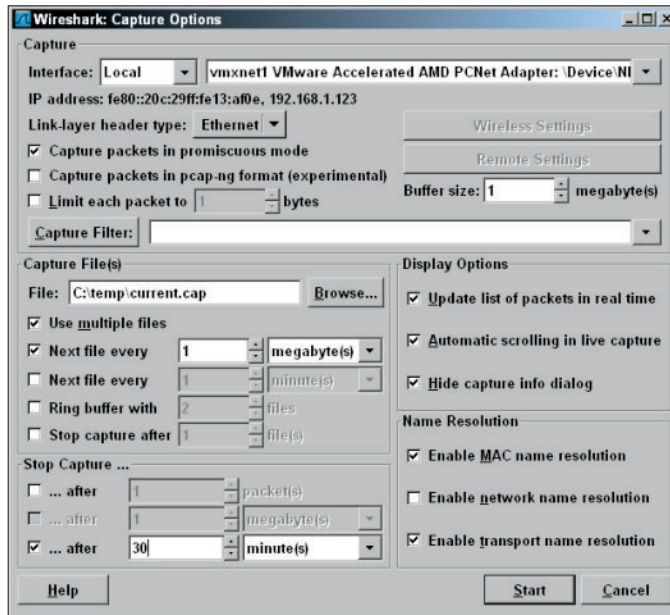 Wireshark: Capture Options
Capture
Interface: Local vmxnet1 VMware Accelerated AMD PCNet Adapter: \Device\NI
IP address: fe80::20c:29ff:fe13:af0e, 192.168.1.123
Link-layer header type: Ethernet
Wireless Settings
Capture packets in promiscuous mode
Remote Settings
Capture packets in pcap-ng format (experimental)
Limit each packet to 1 bytes
Buffer size: 1 megabyte(s)
Capture Filter:
Capture File(s)
File: C:\temp\current.cap Browse...
Use multiple files
Next file every 1 megabyte(s)
Next file every 1 minute(s)
Ring buffer with 2 files
Stop capture after 1 file(s)
Stop Capture ...
... after 1 packet(s)
... after 1 megabyte(s)
... after 30 minute(s)
Display Options
Update list of packets in real time
Automatic scrolling in live capture
Hide capture info dialog
Name Resolution
Enable MAC name resolution
Enable network name resolution
Enable transport name resolution
Help Start Cancel